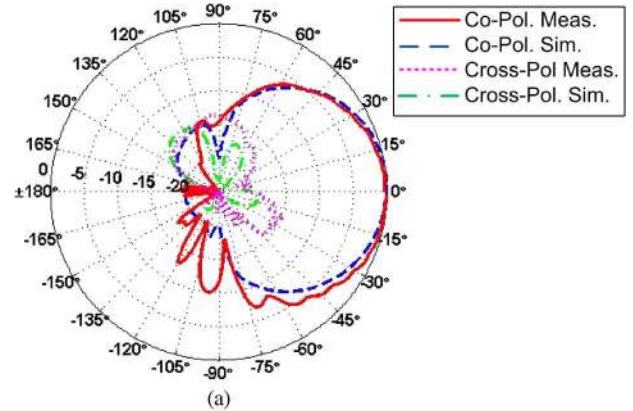 90°
105° 75°
120° 60°
135° 45°
150° 30°
165° 15°
0 -5 -10 -15 -20
±180° 0°
-165° -15°
-150° -30°
-135° -45°
-120° -60°
-105° -75°
-90°
Co-Pol. Meas.
Co-Pol. Sim.
Cross-Pol Meas.
Cross-Pol. Sim.
(a)